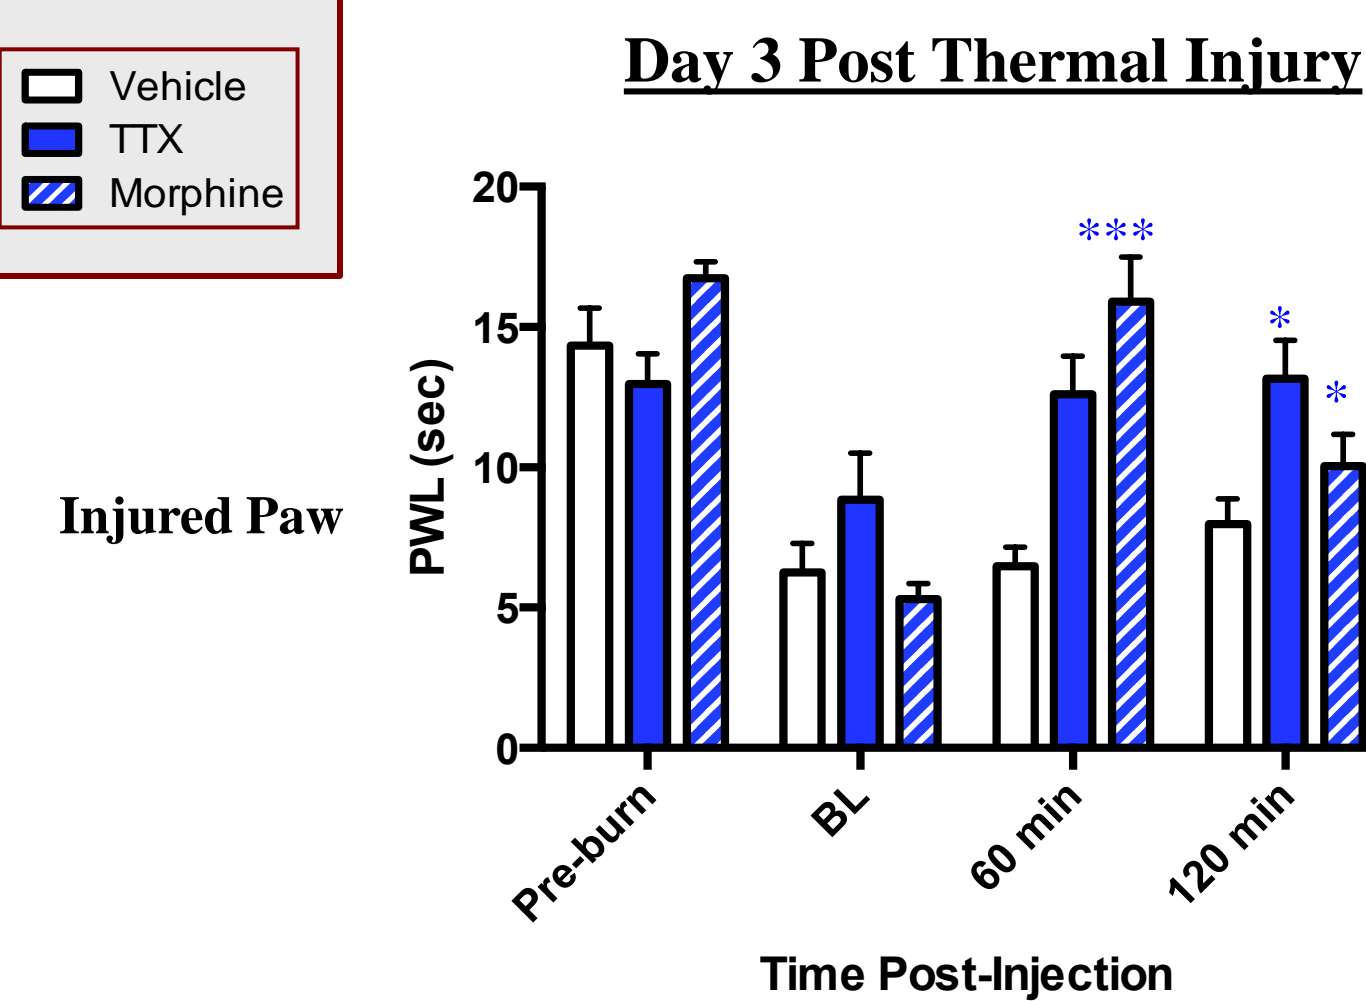 Day 3 Post Thermal Injury
Vehicle
TTX
Morphine
20
15
10
5
0
PWL (sec)
***
*
*
Injured Paw
Pre-burn
BL
60 min
120 min
Time Post-Injection